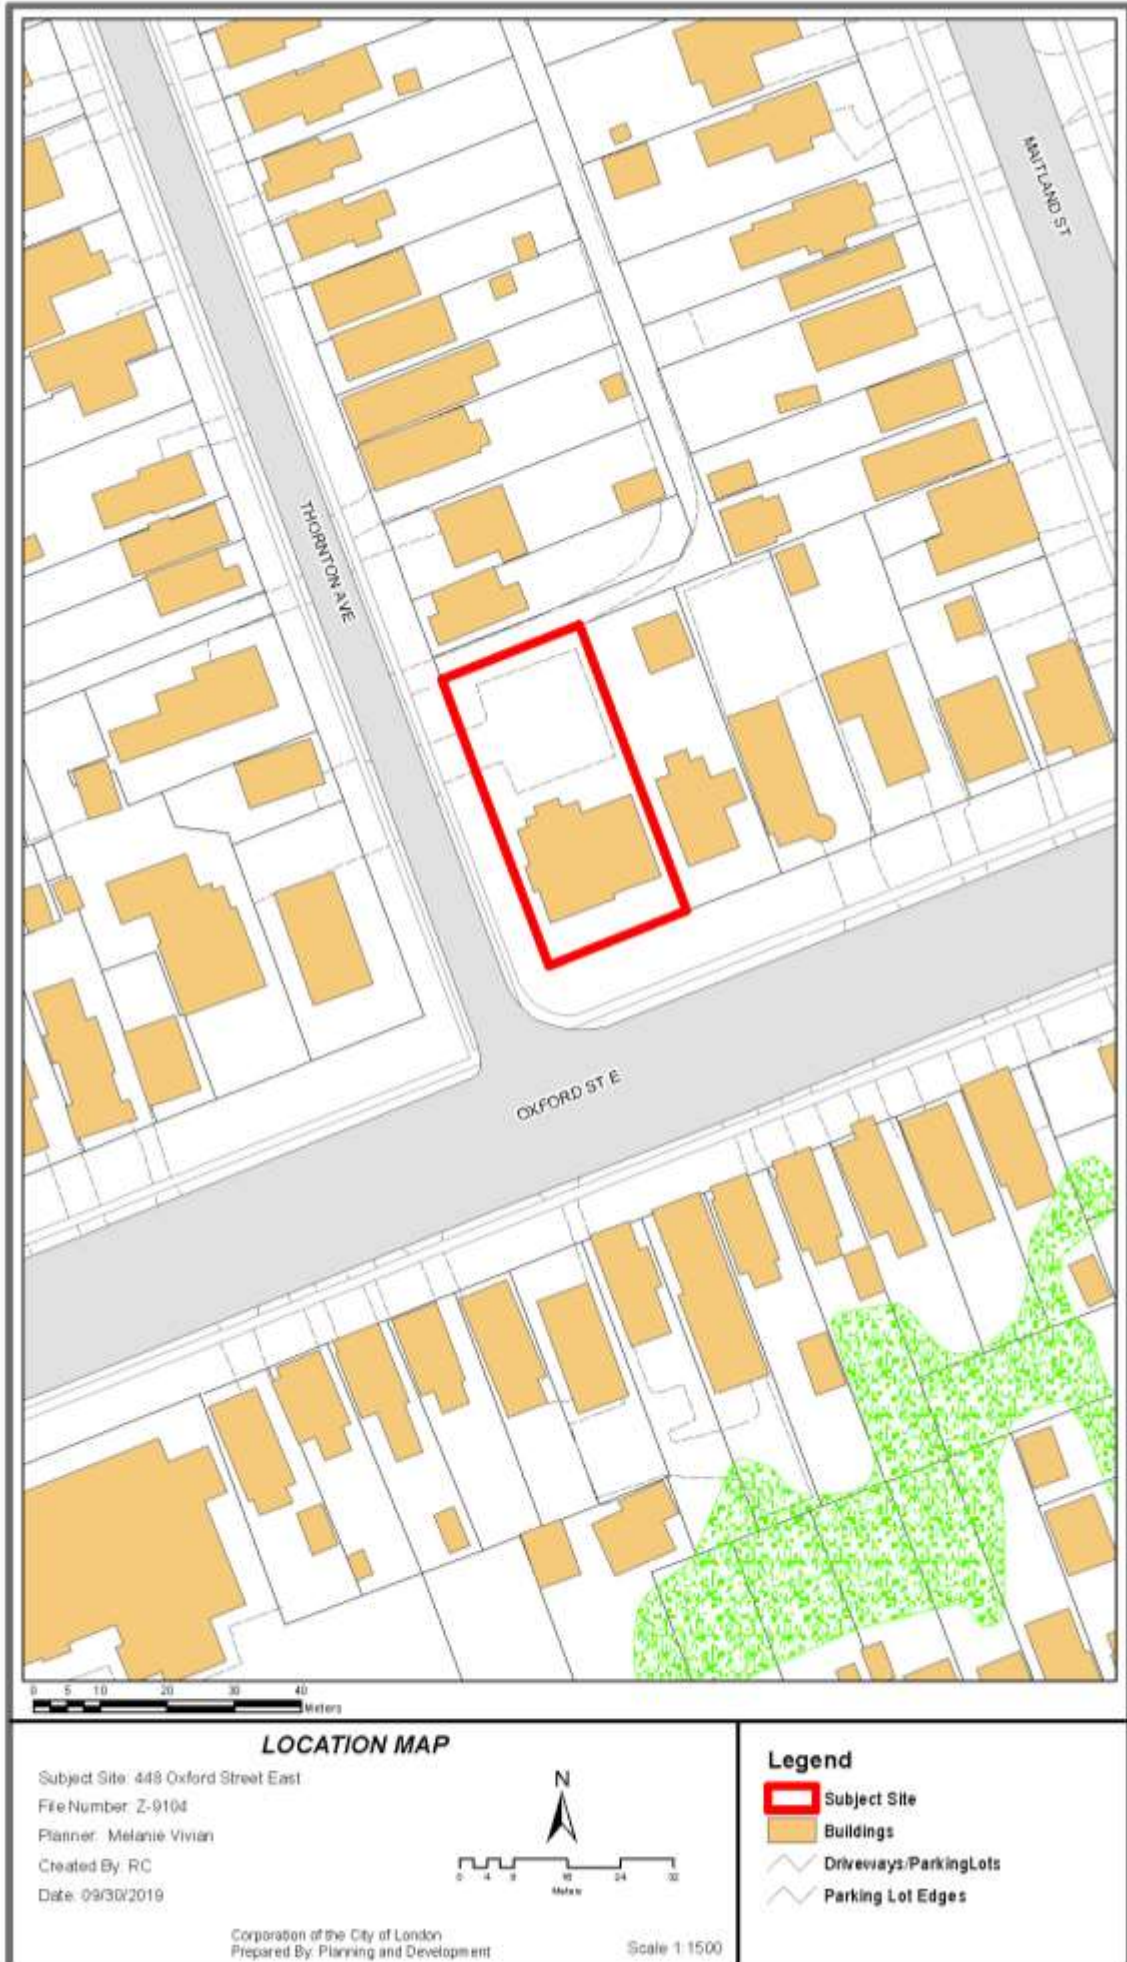 MAITLAND ST
THORNTON AVE
OXFORD ST E
0 5 10 20 30 40
Meters
LOCATION MAP
Subject Site: 448 Oxford Street East
File Number: Z-9104
Planner: Melanie Vivian
Created By: RC
Date: 09/30/2019
N
0 4 8 16 24 32
Meters
Corporation of the City of London
Prepared By: Planning and Development
Scale 1:1500
Legend
Subject Site
Buildings
Driveways/ParkingLots
Parking Lot Edges